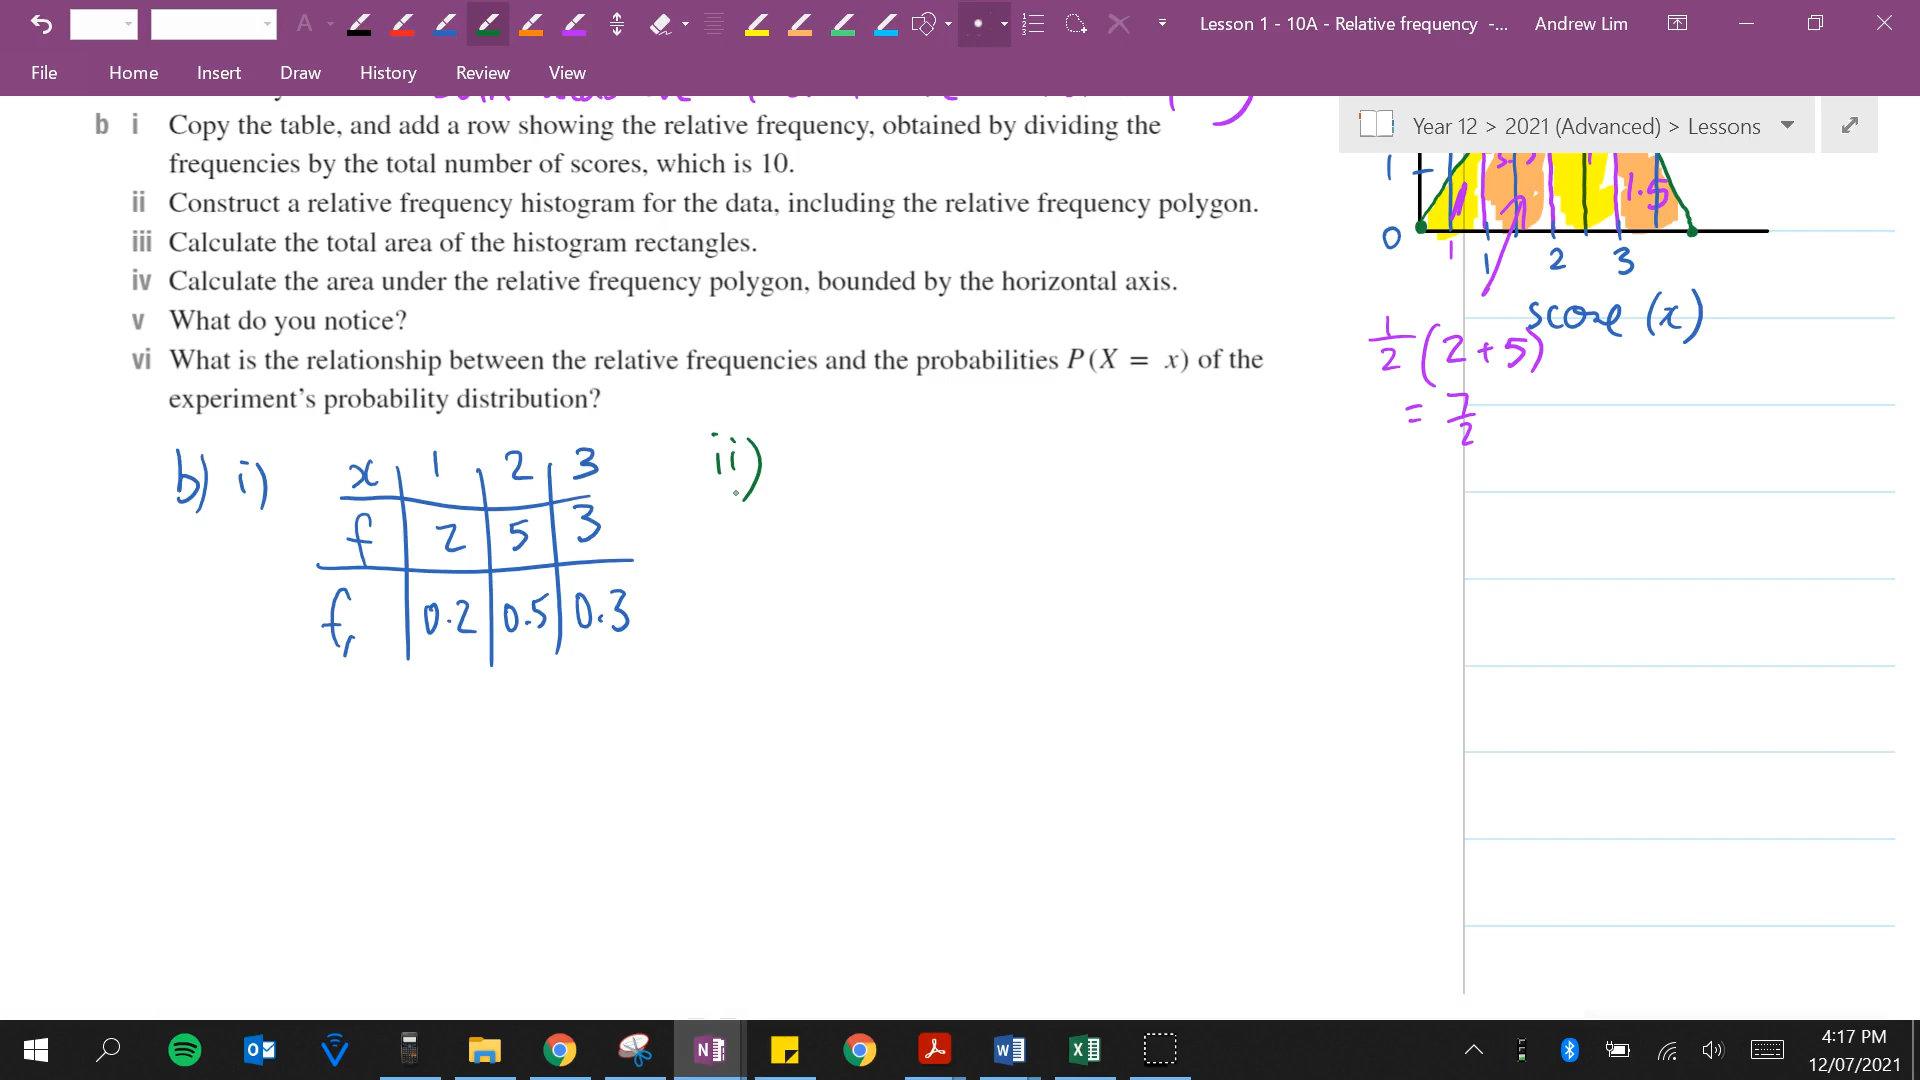 Lesson 1 - 10A - Relative frequency -...
Andrew Lim
File Home Insert Draw History Review View
Year 12 > 2021 (Advanced) > Lessons
b i Copy the table, and add a row showing the relative frequency, obtained by dividing the
frequencies by the total number of scores, which is 10.
ii Construct a relative frequency histogram for the data, including the relative frequency polygon.
iii Calculate the total area of the histogram rectangles.
iv Calculate the area under the relative frequency polygon, bounded by the horizontal axis.
v What do you notice?
vi What is the relationship between the relative frequencies and the probabilities P(X = x) of the
experiment's probability distribution?
b) i)
x 1 2 3
f 2 5 3
fr 0.2 0.5 0.3
ii)
1
1.5
0
1
1 2 3
score (x)
1/2 (2 + 5)
= 7/2
4:17 PM
12/07/2021